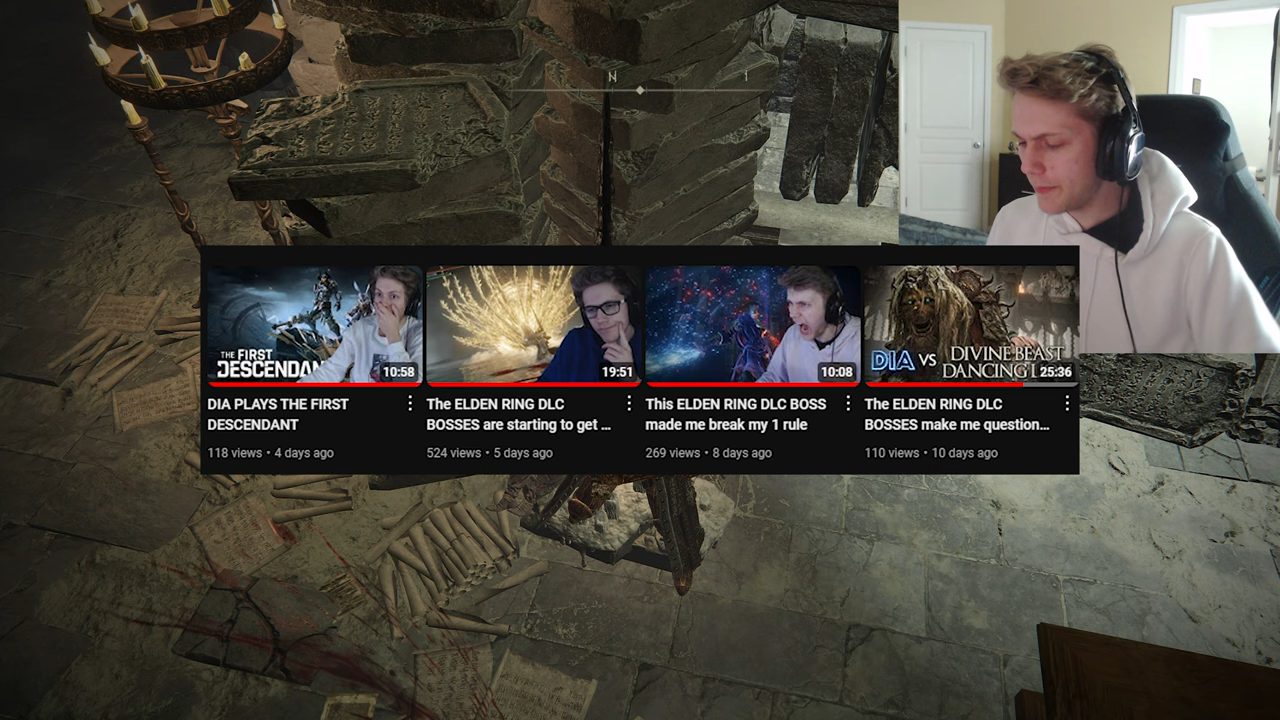 N
THE FIRST
DESCENDAN
10:58
19:51
10:08
DIA VS DIVINE BEAST
DANCING L
25:36
DIA PLAYS THE FIRST
DESCENDANT
118 views • 4 days ago
The ELDEN RING DLC
BOSSES are starting to get ...
524 views • 5 days ago
This ELDEN RING DLC BOSS
made me break my 1 rule
269 views • 8 days ago
The ELDEN RING DLC
BOSSES make me question...
110 views • 10 days ago